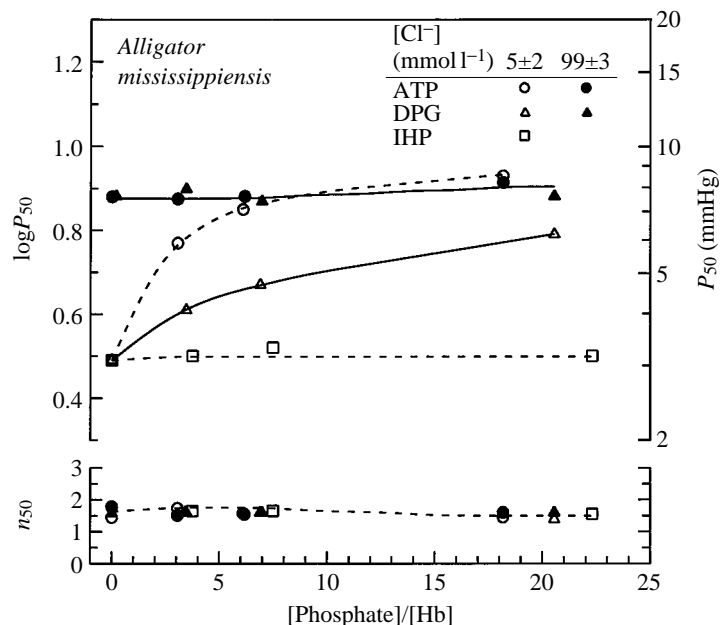 Alligator
mississippiensis
[Cl⁻]
(mmol l⁻¹) 5±2 99±3
ATP
DPG
IHP
logP₅₀
1.2
1.0
0.8
0.6
0.4
P₅₀ (mmHg)
20
15
10
5
2
n₅₀
3
2
1
0
0 5 10 15 20 25
[Phosphate]/[Hb]